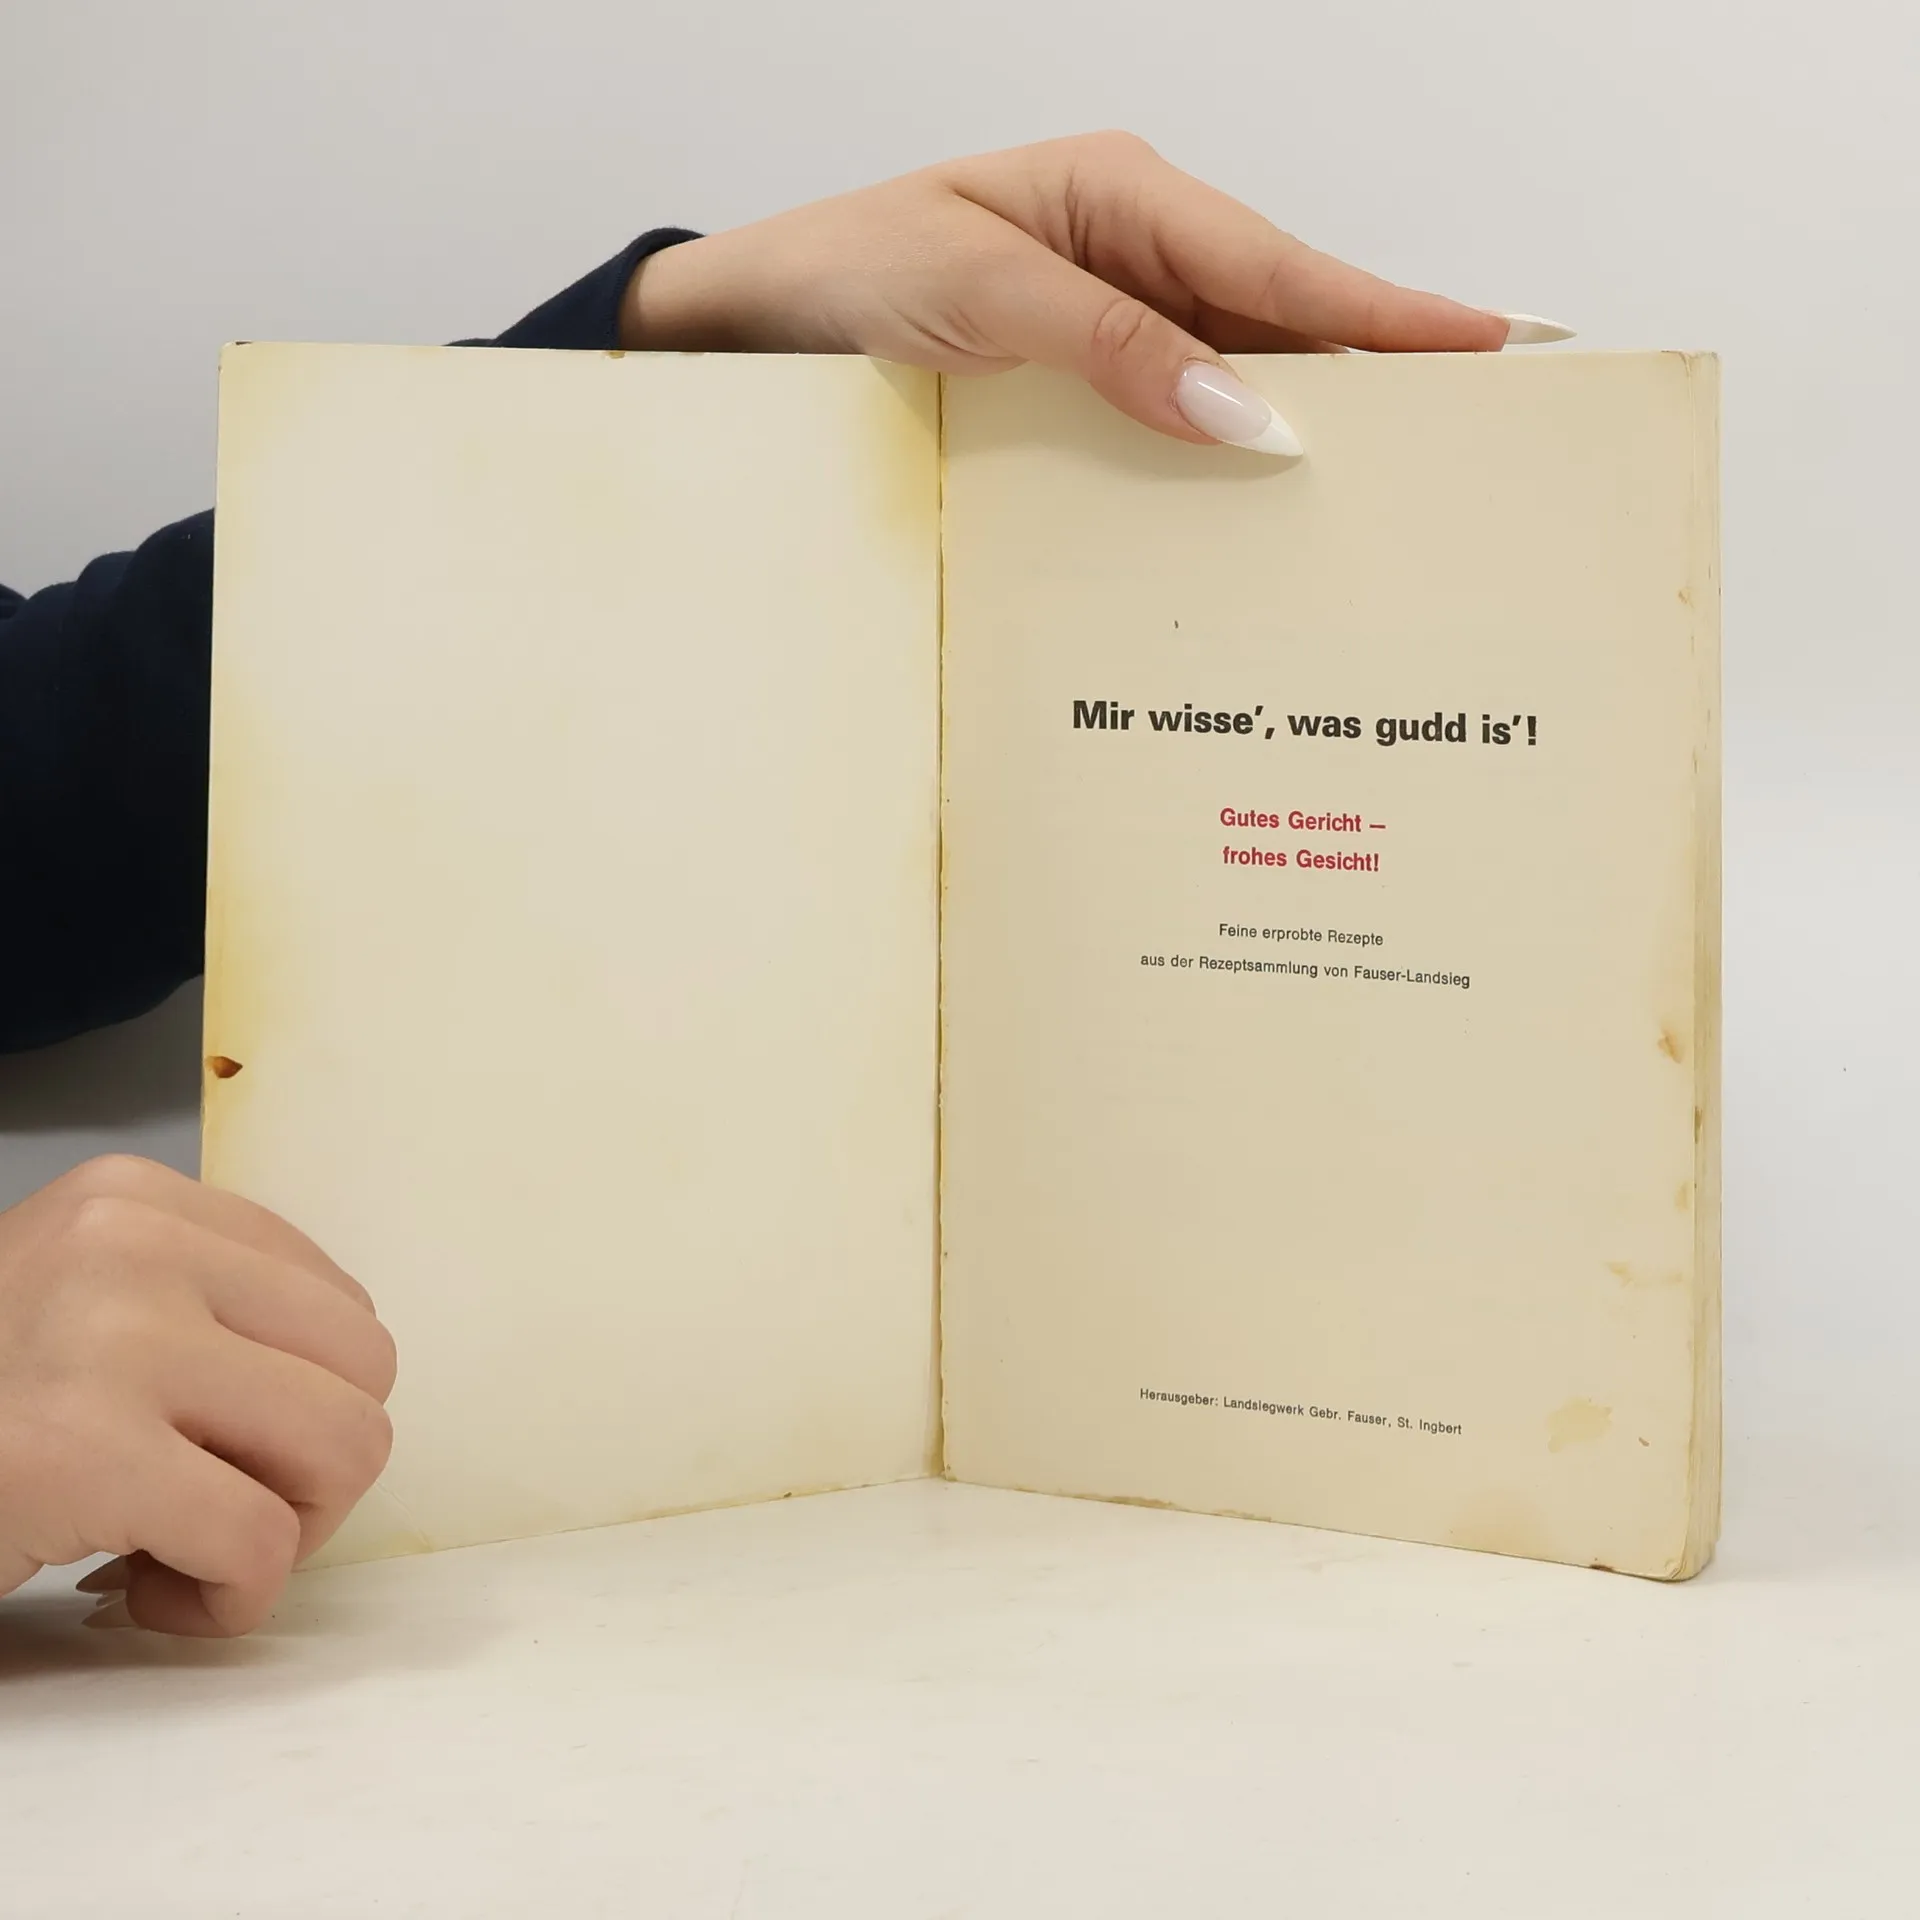 Mir wisse’, was gudd is’!
Gutes Gericht –
frohes Gesicht!
Feine erprobte Rezepte
aus der Rezeptsammlung von Fauser-Landsieg
Herausgeber: Landsiegwerk Gebr. Fauser, St. Ingbert